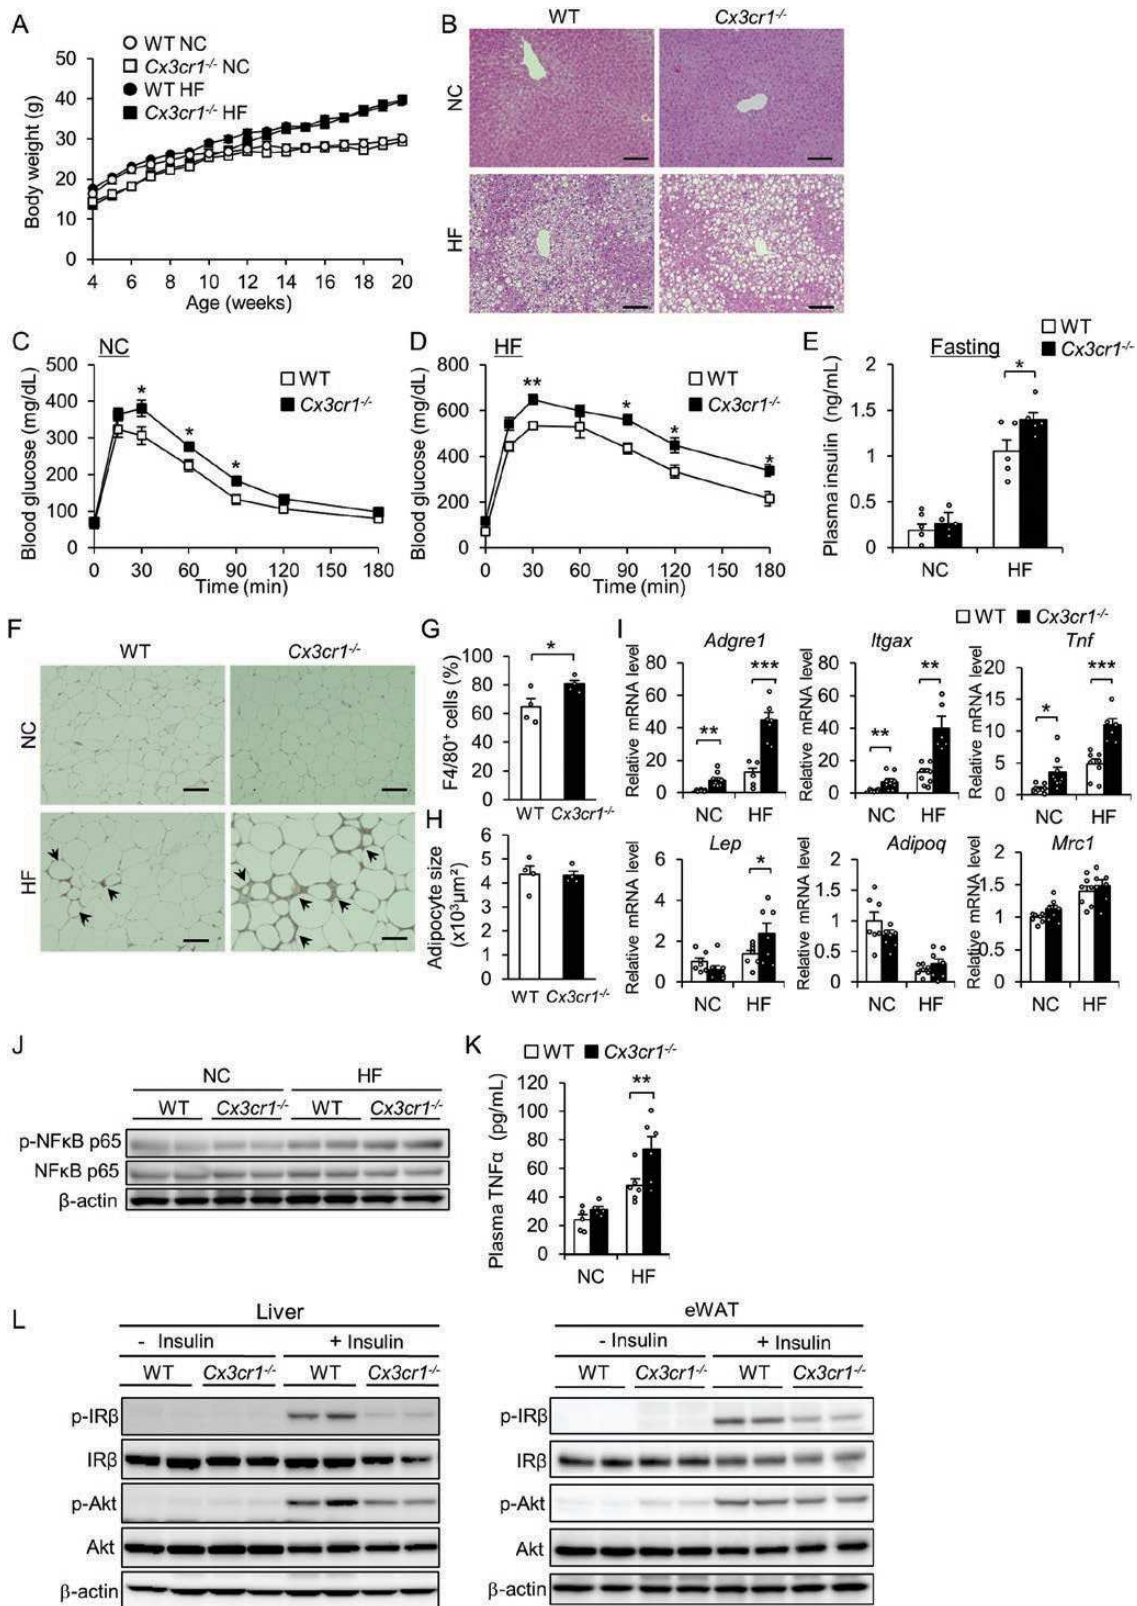 A
WT NC
Cx3cr1-/- NC
WT HF
Cx3cr1-/- HF
Body weight (g)
50
40
30
20
10
0
4 6 8 10 12 14 16 18 20
Age (weeks)
B
WT Cx3cr1-/-
NC
HF
C NC
Blood glucose (mg/dL)
500
400
300
200
100
0
WT
Cx3cr1-/-
* * *
0 30 60 90 120 150 180
Time (min)
D HF
Blood glucose (mg/dL)
800
600
400
200
0
WT
Cx3cr1-/-
** * * *
0 30 60 90 120 150 180
Time (min)
E Fasting
WT
Cx3cr1-/-
Plasma insulin (ng/mL)
2
1.5
1
0.5
0
*
NC HF
F
WT Cx3cr1-/-
NC
HF
G
F4/80+ cells (%)
100
80
60
40
20
0
*
WT Cx3cr1-/-
H
Adipocyte size
(x10³μm²)
6
5
4
3
2
1
0
WT Cx3cr1-/-
I
WT Cx3cr1-/-
Adgre1
Relative mRNA level
80
60
40
20
0
** ***
NC HF
Itgax
Relative mRNA level
80
60
40
20
0
** **
NC HF
Tnf
Relative mRNA level
20
15
10
5
0
* ***
NC HF
Lep
Relative mRNA level
6
4
2
0
*
NC HF
Adipoq
Relative mRNA level
2
1.5
1
0.5
0
NC HF
Mrc1
Relative mRNA level
2
1.5
1
0.5
0
NC HF
J
NC HF
WT Cx3cr1-/- WT Cx3cr1-/-
p-NFκB p65
NFκB p65
β-actin
K
WT Cx3cr1-/-
Plasma TNFα (pg/mL)
120
100
80
60
40
20
0
**
NC HF
L
Liver
- Insulin + Insulin
WT Cx3cr1-/- WT Cx3cr1-/-
p-IRβ
IRβ
p-Akt
Akt
β-actin
eWAT
- Insulin + Insulin
WT Cx3cr1-/- WT Cx3cr1-/-
p-IRβ
IRβ
p-Akt
Akt
β-actin